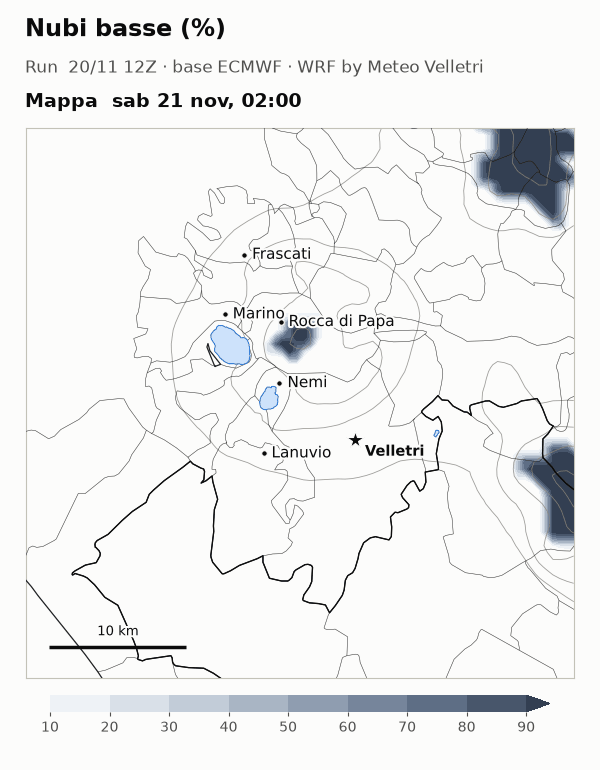 Nubi basse (%)
Run  20/11 12Z · base ECMWF · WRF by Meteo Velletri
Mappa  sab 21 nov, 02:00
Frascati
Marino
Rocca di Papa
Nemi
Velletri
Lanuvio
10 km
10 20 30 40 50 60 70 80 90